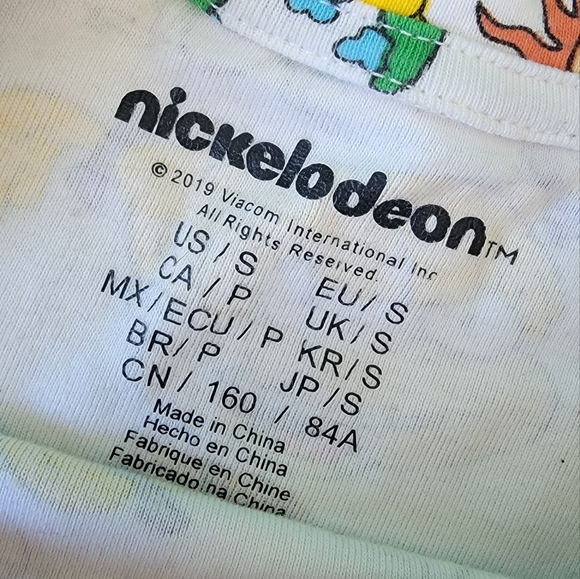 nickelodeon™
© 2019 Viacom International Inc
All Rights Reserved.
US / S EU / S
CA / P UK / S
MX/ECU / P KR/S
BR/ P JP /S
CN / 160 / 84A
Made in China
Hecho en China
Fabrique en Chine
Fabricado na China